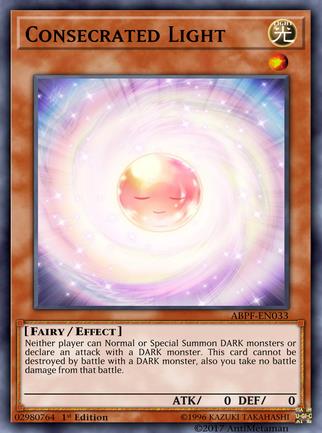 Consecrated Light
LIGHT
光
ABPF-EN033
[ Fairy / Effect ]
Neither player can Normal or Special Summon DARK monsters or
declare an attack with a DARK monster. This card cannot be
destroyed by battle with a DARK monster, also you take no battle
damage from that battle.
ATK/ 0 DEF/ 0
02980764 1st Edition ©1996 KAZUKI TAKAHASHI
©2017 AntiMetaman